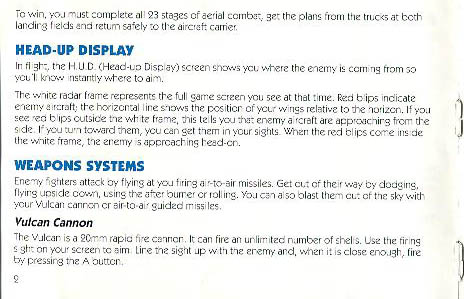 To win, you must complete all 23 stages of aerial combat, get the plans from the trucks at both
landing fields and return safely to the aircraft carrier.
HEAD-UP DISPLAY
In flight, the H.U.D. (Head-up Display) screen shows you where the enemy is coming from so
you'll know instantly where to aim.
The white radar frame represents the full game screen you see at that time. Red blips indicate
enemy aircraft; the horizontal line shows the position of your wings relative to the horizon. If you
see red blips outside the white frame, this tells you that enemy aircraft are approaching from the
side. If you turn toward them, you can get them in your sights. When the red blips come inside
the white frame, the enemy is approaching head-on.
WEAPONS SYSTEMS
Enemy fighters attack by flying at you firing air-to-air missiles. Get out of their way by dodging,
flying upside down, using the after burner or rolling. You can also blast them out of the sky with
your Vulcan cannon or air-to-air guided missiles.
Vulcan Cannon
The Vulcan is a 20mm rapid fire cannon. It can fire an unlimited number of shells. Use the firing
sight on your screen to aim. Line the sight up with the enemy and, when it is close enough, fire
by pressing the A button.
2